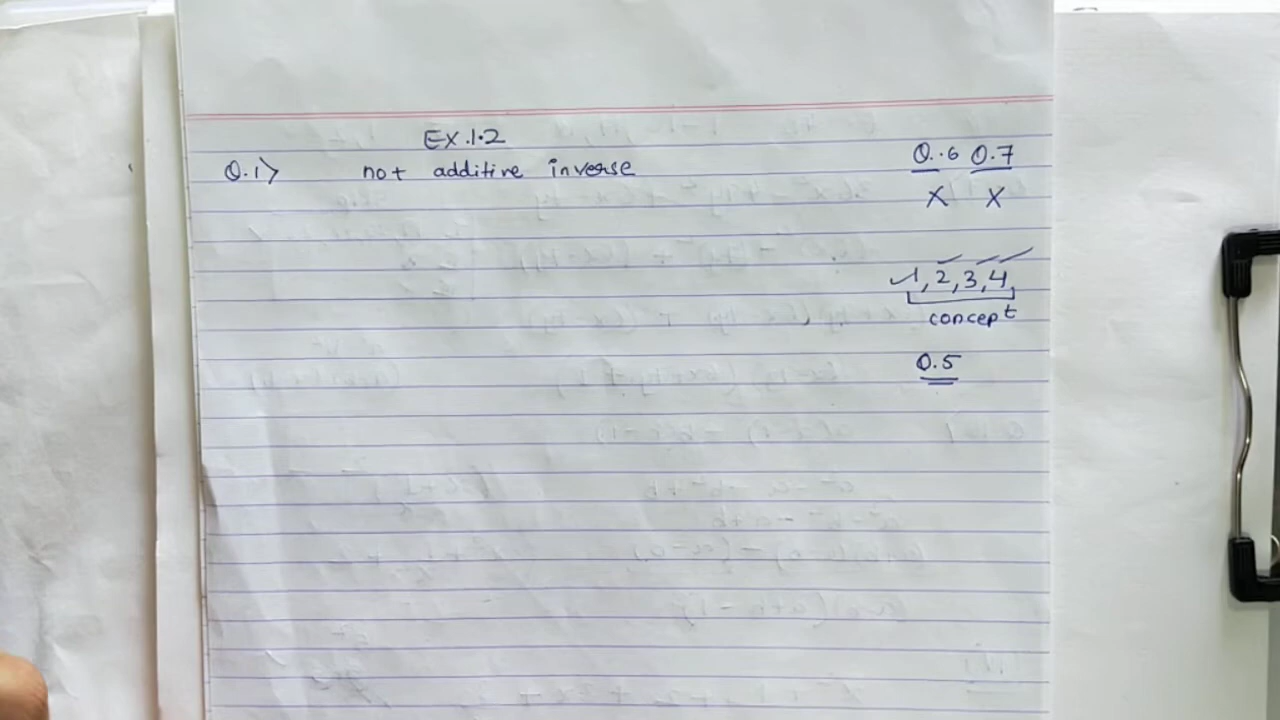 Ex.1.2
Q.1> not additive inverse
Q.6 Q.7
X X
1, 2, 3, 4,
concept
Q.5